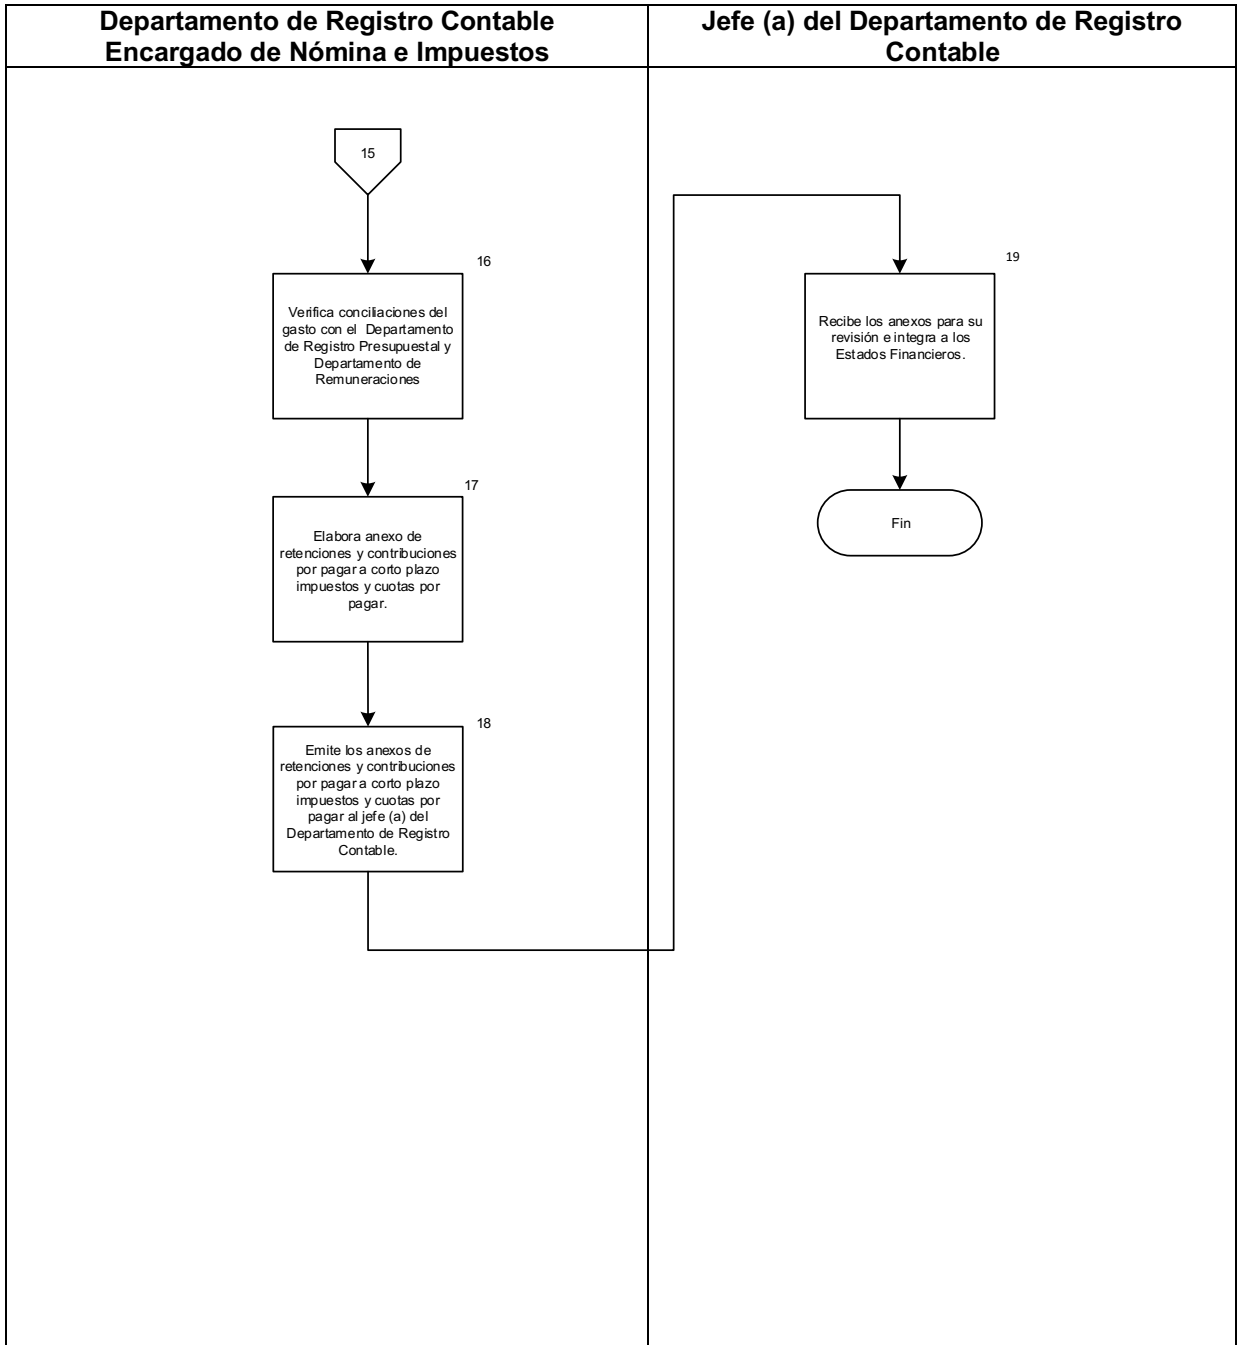 Departamento de Registro Contable
Encargado de Nómina e Impuestos
Jefe (a) del Departamento de Registro
Contable
15
16
Verifica conciliaciones del
gasto con el Departamento
de Registro Presupuestal y
Departamento de
Remuneraciones
17
Elabora anexo de
retenciones y contribuciones
por pagar a corto plazo
impuestos y cuotas por
pagar.
18
Emite los anexos de
retenciones y contribuciones
por pagar a corto plazo
impuestos y cuotas por
pagar al jefe (a) del
Departamento de Registro
Contable.
19
Recibe los anexos para su
revisión e integra a los
Estados Financieros.
Fin